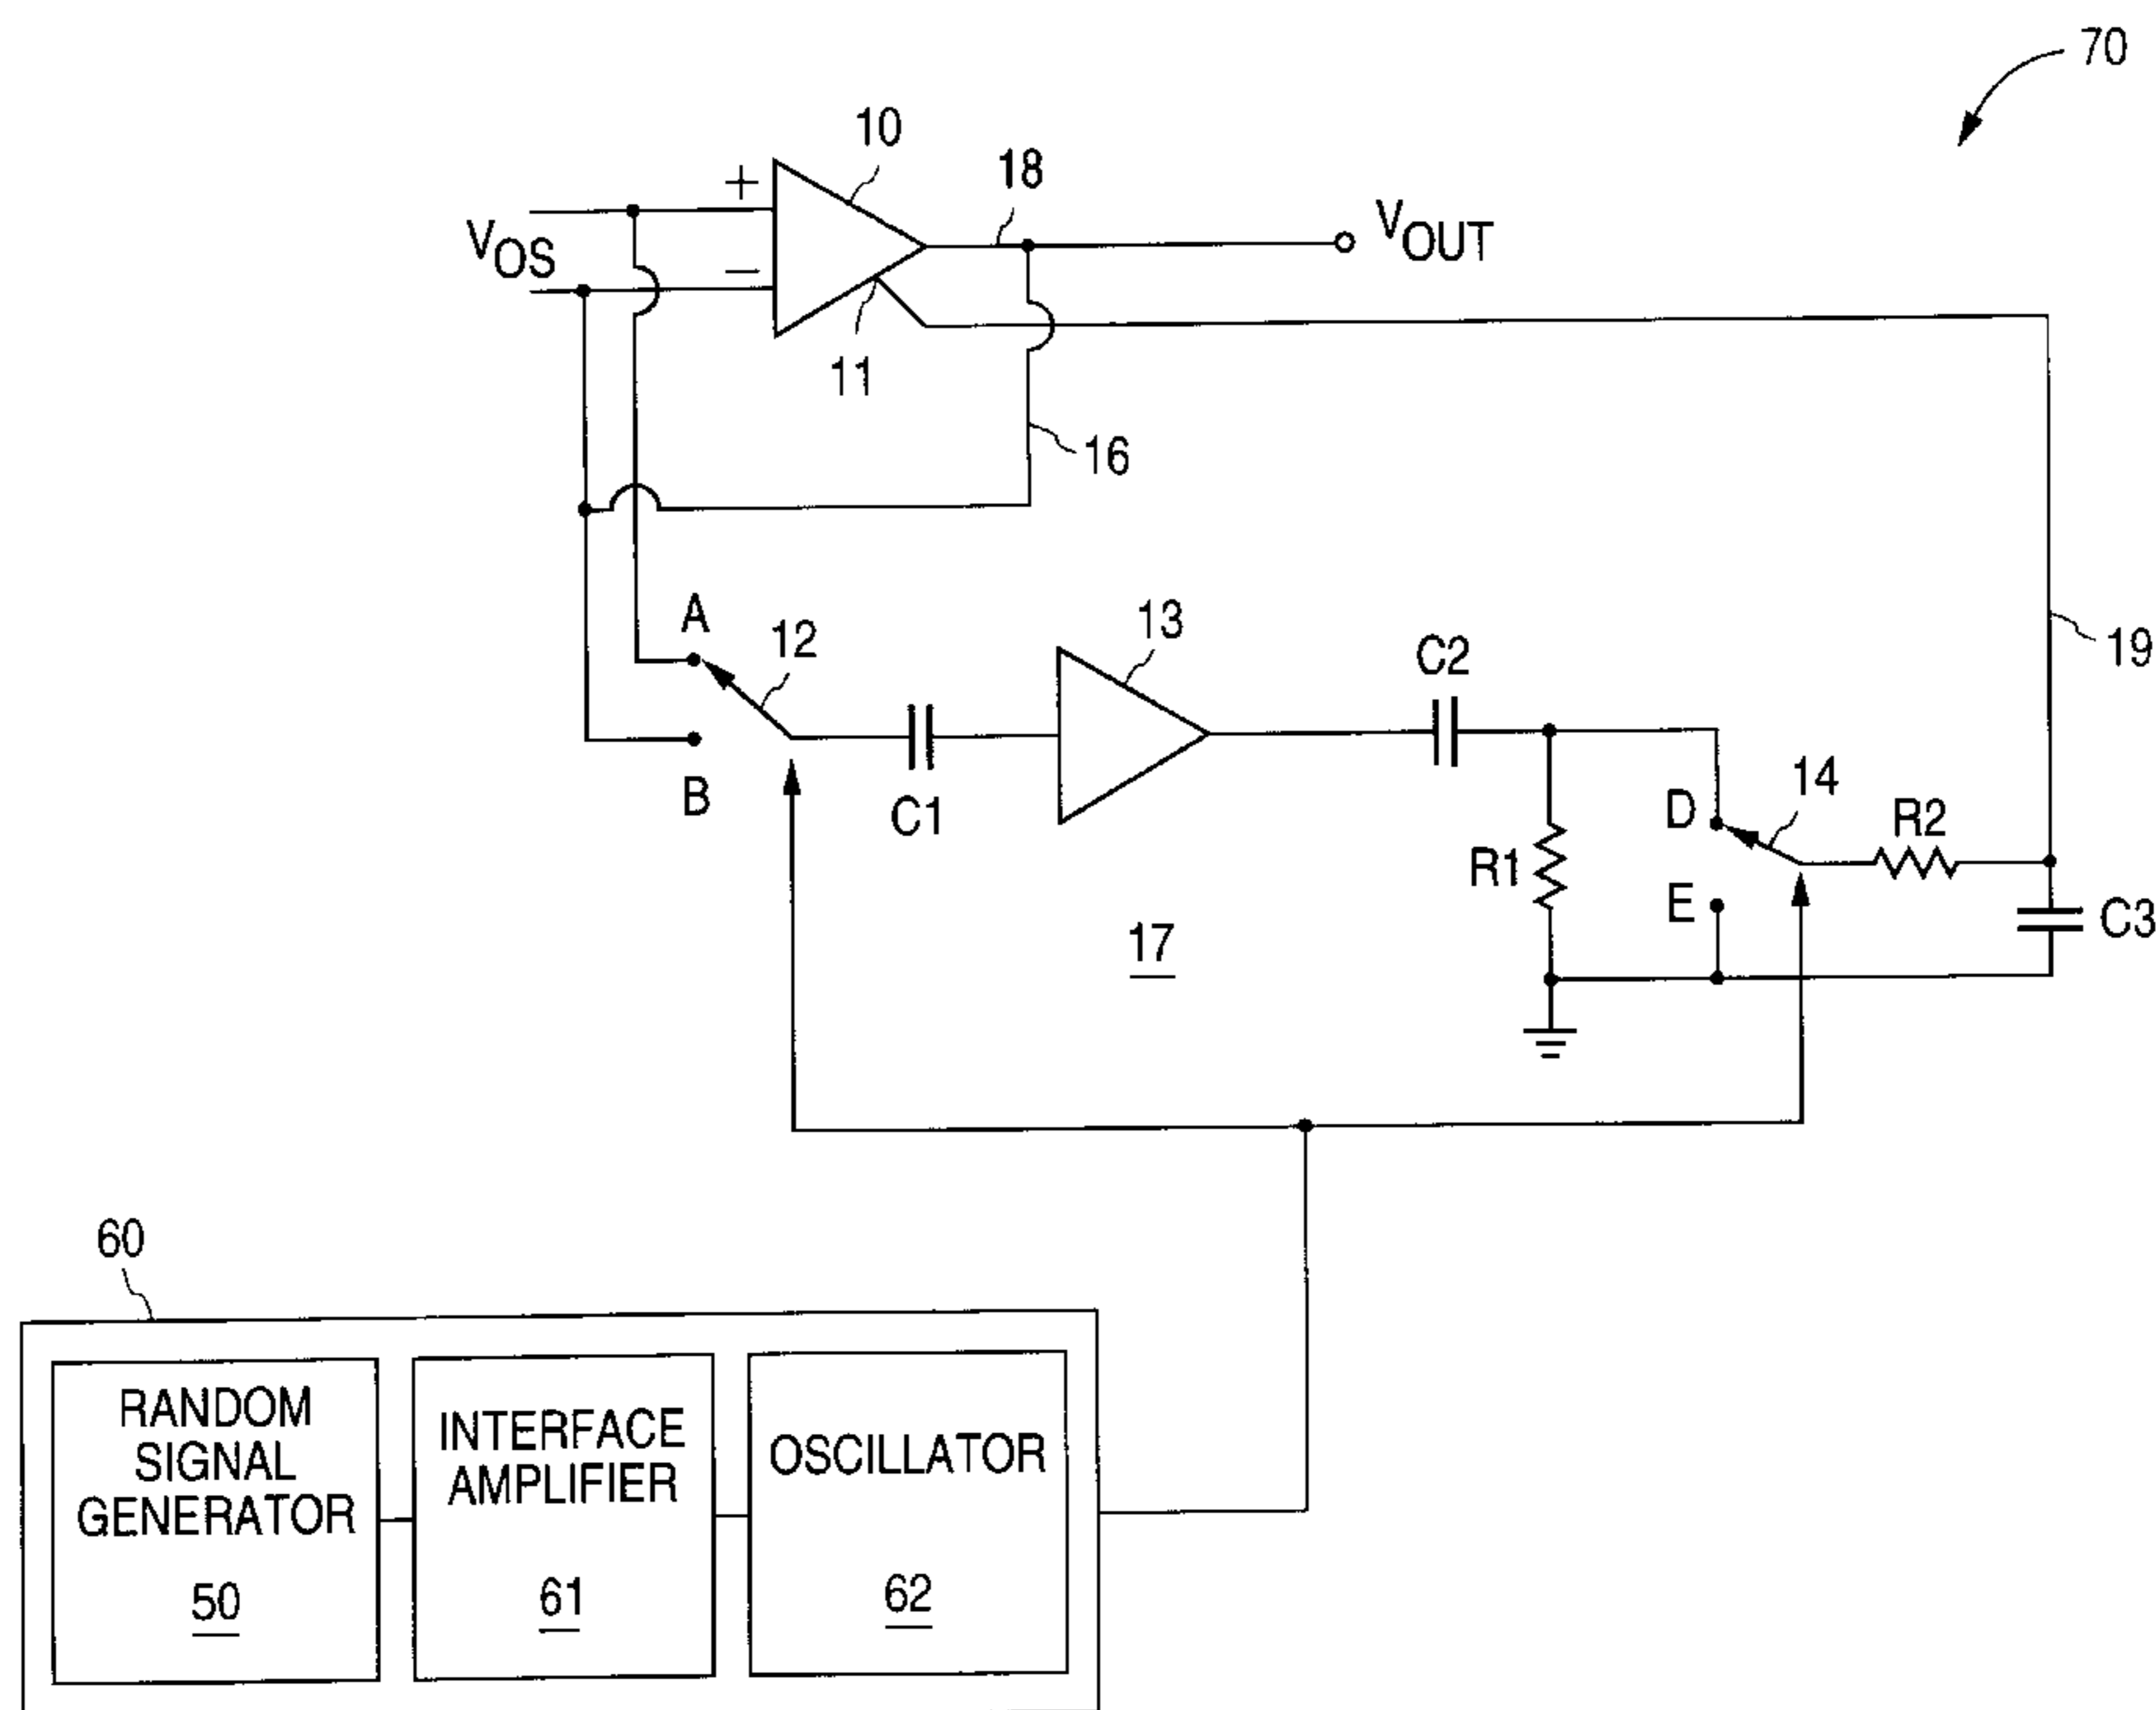 70
10
18
+
VOS
−
VOUT
11
16
19
A
12
13
C2
B
C1
D
14
R2
R1
E
C3
17
60
RANDOM
SIGNAL
GENERATOR
50
INTERFACE
AMPLIFIER
61
OSCILLATOR
62